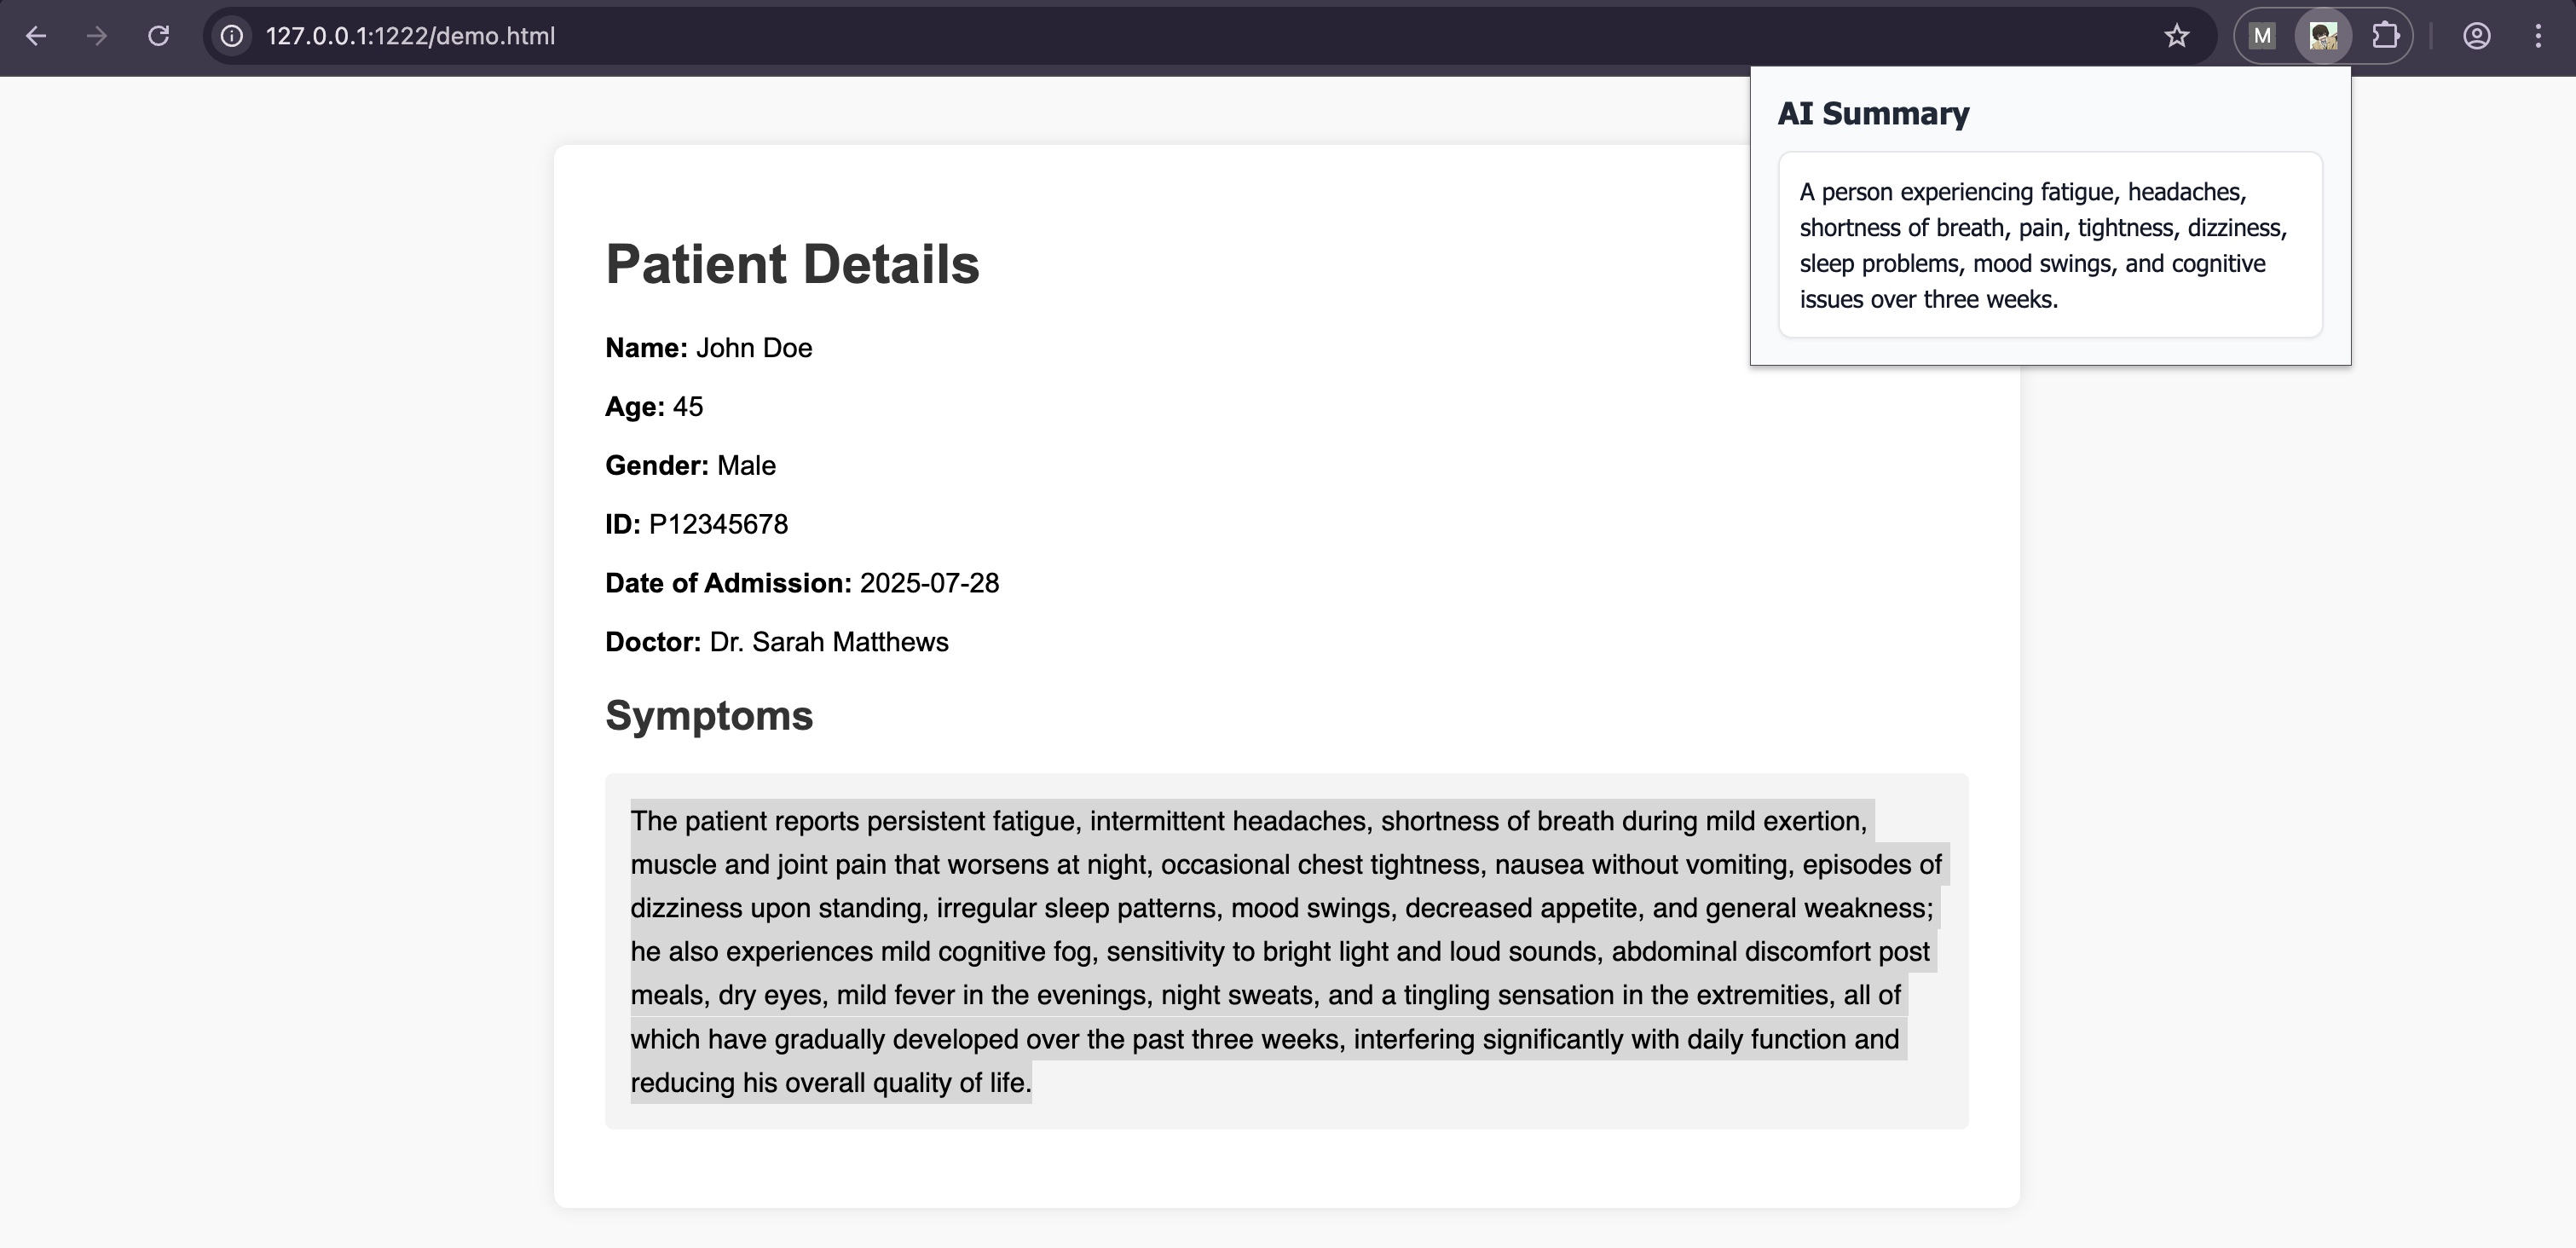 127.0.0.1:1222/demo.html
M
AI Summary
A person experiencing fatigue, headaches,
shortness of breath, pain, tightness, dizziness,
sleep problems, mood swings, and cognitive
issues over three weeks.
Patient Details
Name: John Doe
Age: 45
Gender: Male
ID: P12345678
Date of Admission: 2025-07-28
Doctor: Dr. Sarah Matthews
Symptoms
The patient reports persistent fatigue, intermittent headaches, shortness of breath during mild exertion,
muscle and joint pain that worsens at night, occasional chest tightness, nausea without vomiting, episodes of
dizziness upon standing, irregular sleep patterns, mood swings, decreased appetite, and general weakness;
he also experiences mild cognitive fog, sensitivity to bright light and loud sounds, abdominal discomfort post
meals, dry eyes, mild fever in the evenings, night sweats, and a tingling sensation in the extremities, all of
which have gradually developed over the past three weeks, interfering significantly with daily function and
reducing his overall quality of life.